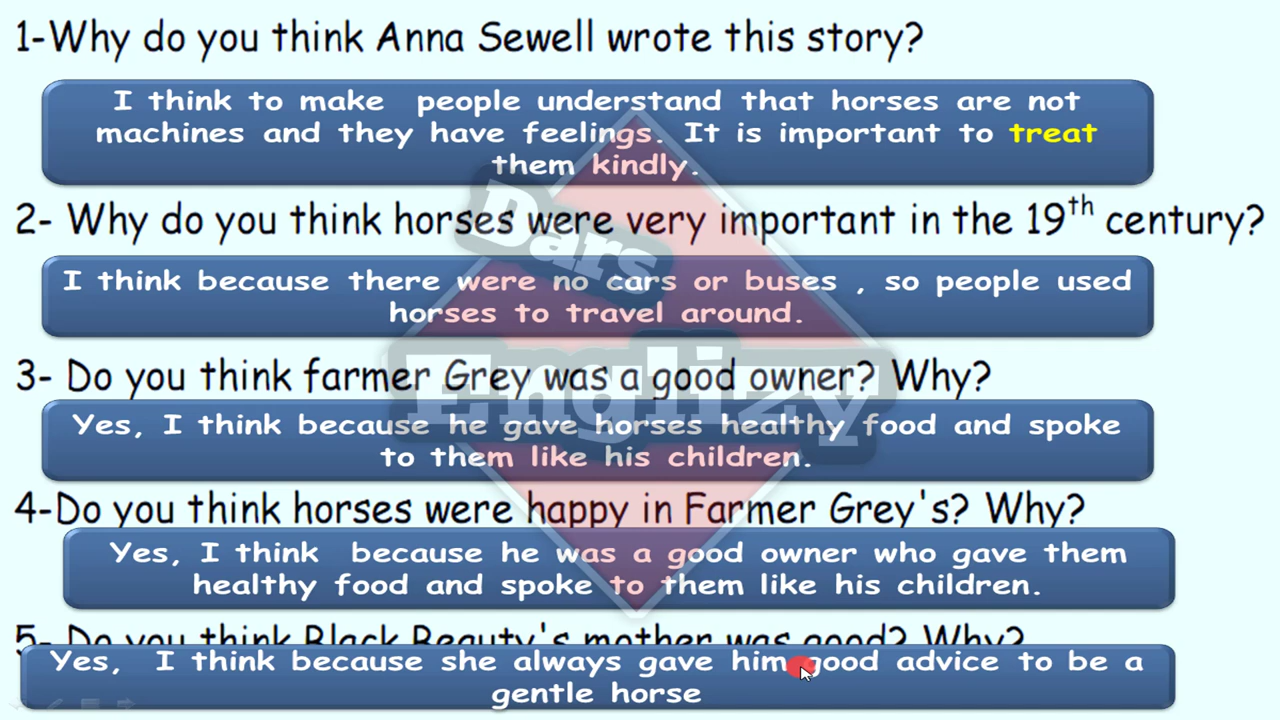 1-Why do you think Anna Sewell wrote this story?
I think to make people understand that horses are not
machines and they have feelings. It is important to treat
them kindly.
2- Why do you think horses were very important in the 19th century?
I think because there were no cars or buses , so people used
horses to travel around.
3- Do you think farmer Grey was a good owner? Why?
Yes, I think because he gave horses healthy food and spoke
to them like his children.
4-Do you think horses were happy in Farmer Grey's? Why?
Yes, I think because he was a good owner who gave them
healthy food and spoke to them like his children.
5- Do you think Black Beauty's mother was good? Why?
Yes, I think because she always gave him good advice to be a
gentle horse
Dars
Englizy